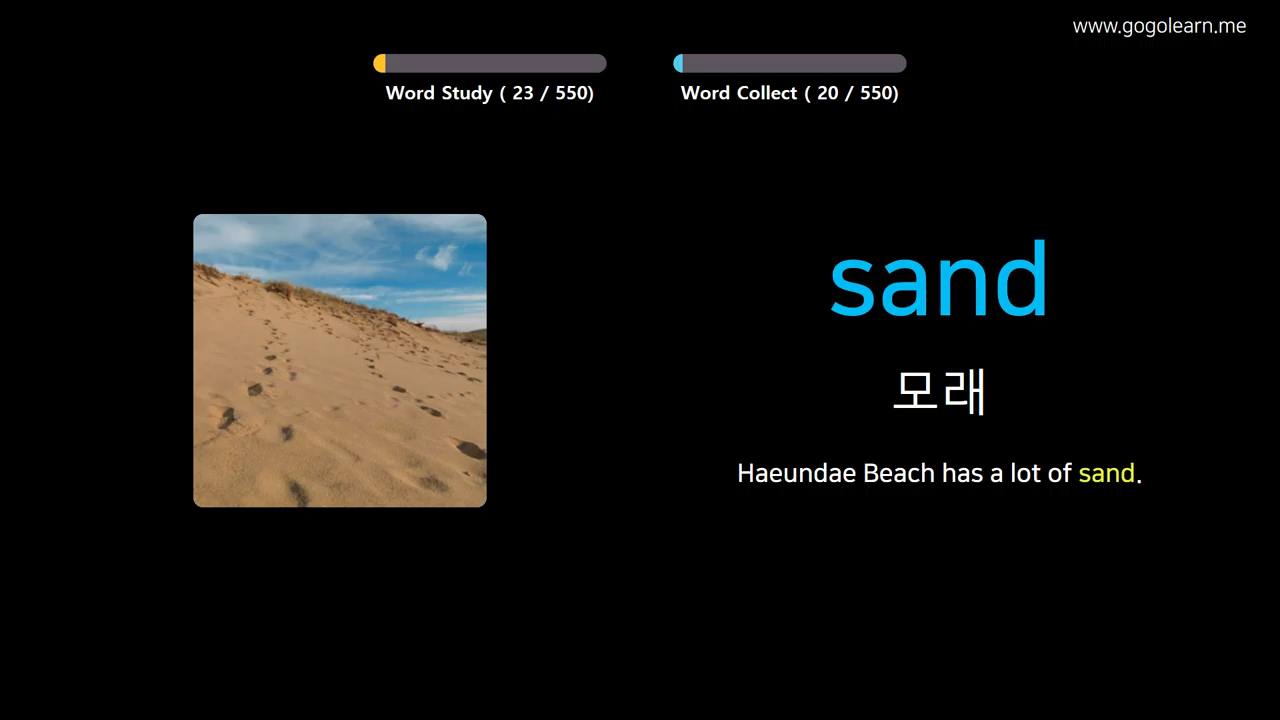 www.gogolearn.me
Word Study ( 23 / 550)
Word Collect ( 20 / 550)
sand
모래
Haeundae Beach has a lot of sand.